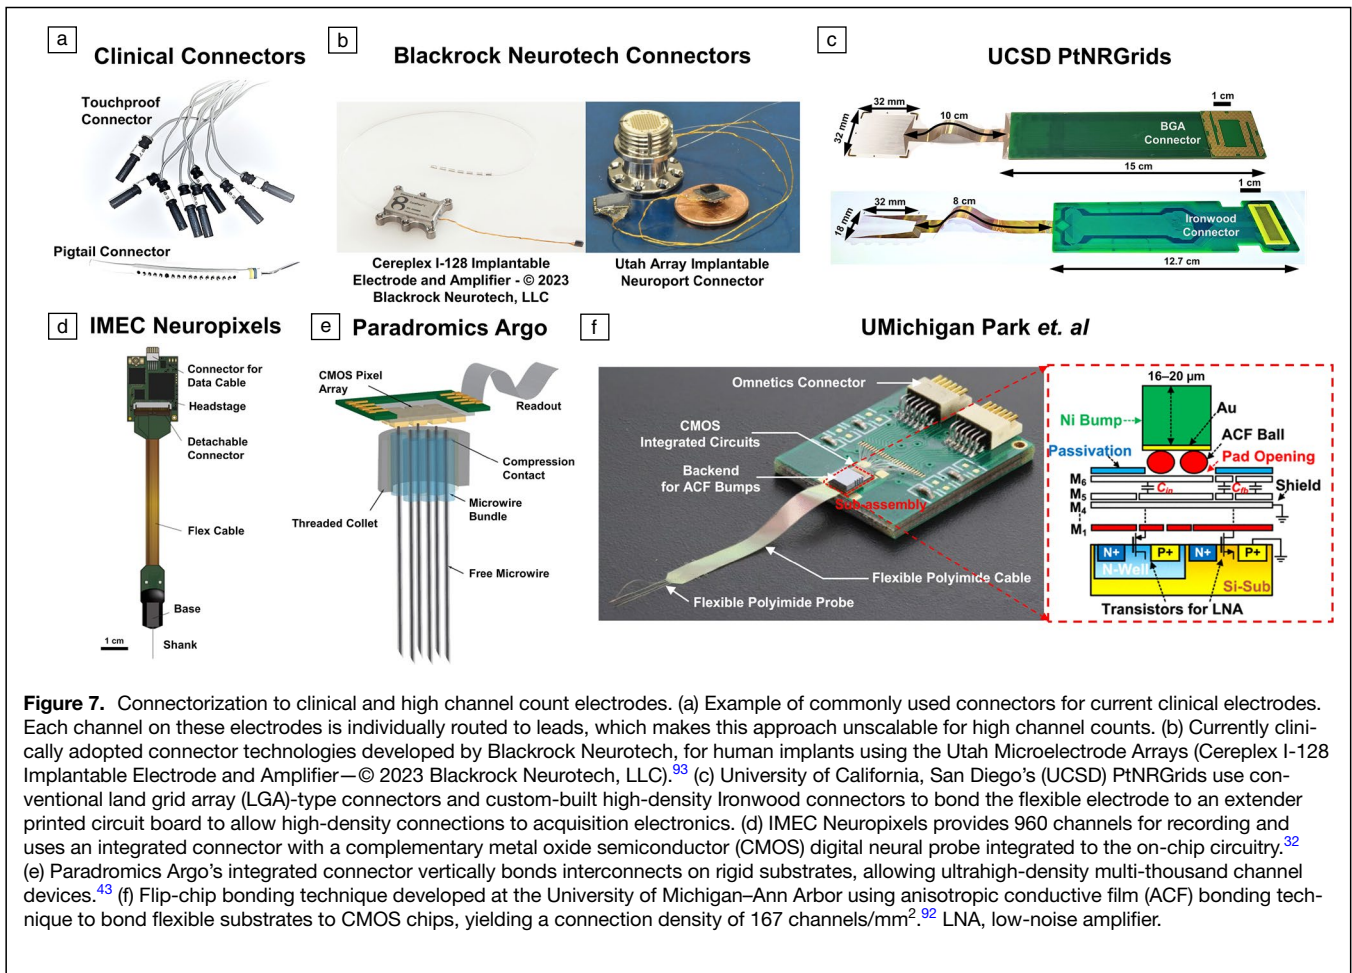 a
Clinical Connectors
Touchproof
Connector
Pigtail Connector
b
Blackrock Neurotech Connectors
Cereplex I-128 Implantable
Electrode and Amplifier - © 2023
Blackrock Neurotech, LLC
Utah Array Implantable
Neuroport Connector
c
UCSD PtNRGrids
1 cm
32 mm
10 cm
32 mm
BGA
Connector
15 cm
1 cm
32 mm
8 cm
18 mm
Ironwood
Connector
12.7 cm
d
IMEC Neuropixels
Connector for
Data Cable
Headstage
Detachable
Connector
Flex Cable
Base
1 cm
Shank
e
Paradromics Argo
CMOS Pixel
Array
Readout
Compression
Contact
Microwire
Bundle
Threaded Collet
Free Microwire
f
UMichigan Park et. al
Omnetics Connector
CMOS
Integrated Circuits
Backend
for ACF Bumps
Sub-assembly
Flexible Polyimide Cable
Flexible Polyimide Probe
16–20 µm
Ni Bump
Au
ACF Ball
Passivation
Pad Opening
M6
Cin
Cfb
Shield
M5
M4
M1
N+
P+
N+
P+
N-Well
Si-Sub
Transistors for LNA
Figure 7. Connectorization to clinical and high channel count electrodes. (a) Example of commonly used connectors for current clinical electrodes.
Each channel on these electrodes is individually routed to leads, which makes this approach unscalable for high channel counts. (b) Currently clini-
cally adopted connector technologies developed by Blackrock Neurotech, for human implants using the Utah Microelectrode Arrays (Cereplex I-128
Implantable Electrode and Amplifier—© 2023 Blackrock Neurotech, LLC).93 (c) University of California, San Diego's (UCSD) PtNRGrids use con-
ventional land grid array (LGA)-type connectors and custom-built high-density Ironwood connectors to bond the flexible electrode to an extender
printed circuit board to allow high-density connections to acquisition electronics. (d) IMEC Neuropixels provides 960 channels for recording and
uses an integrated connector with a complementary metal oxide semiconductor (CMOS) digital neural probe integrated to the on-chip circuitry.32
(e) Paradromics Argo's integrated connector vertically bonds interconnects on rigid substrates, allowing ultrahigh-density multi-thousand channel
devices.43 (f) Flip-chip bonding technique developed at the University of Michigan–Ann Arbor using anisotropic conductive film (ACF) bonding tech-
nique to bond flexible substrates to CMOS chips, yielding a connection density of 167 channels/mm2.92 LNA, low-noise amplifier.